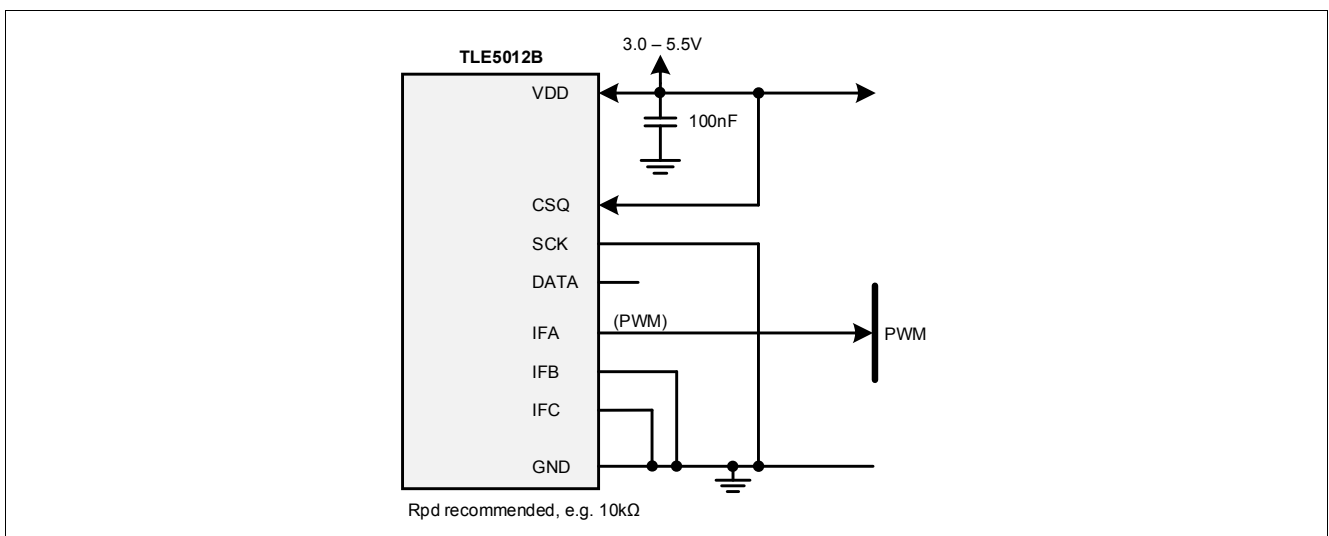 3.0 – 5.5V
TLE5012B
VDD
100nF
CSQ
SCK
DATA
IFA
(PWM)
PWM
IFB
IFC
GND
Rpd recommended, e.g. 10kΩ